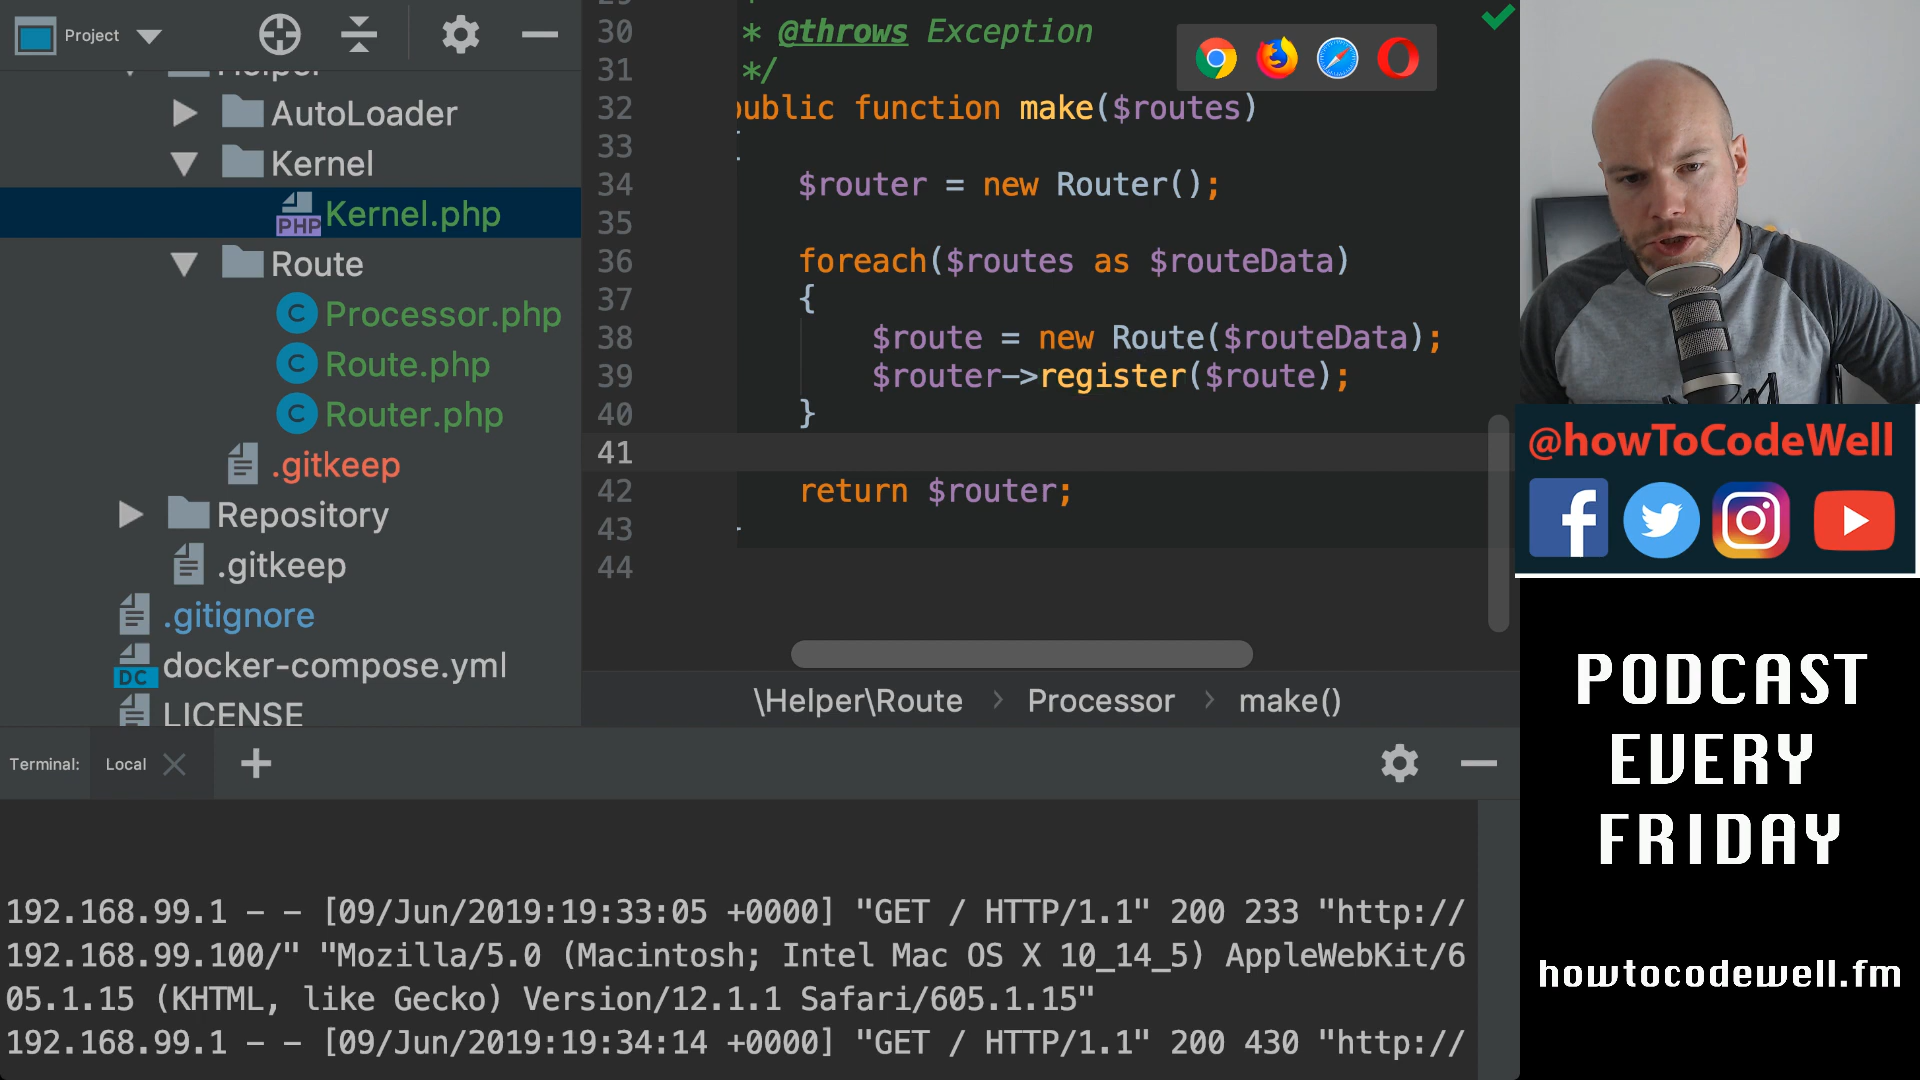 Project
Helper
AutoLoader
Kernel
PHP Kernel.php
Route
C Processor.php
C Route.php
C Router.php
.gitkeep
Repository
.gitkeep
.gitignore
DC docker-compose.yml
LICENSE
29
30 * @throws Exception
31 */
32 public function make($routes)
33
34 $router = new Router();
35
36 foreach($routes as $routeData)
37 {
38 $route = new Route($routeData);
39 $router->register($route);
40 }
41
42 return $router;
43
44
\Helper\Route > Processor > make()
Terminal: Local
192.168.99.1 - - [09/Jun/2019:19:33:05 +0000] "GET / HTTP/1.1" 200 233 "http://
192.168.99.100/" "Mozilla/5.0 (Macintosh; Intel Mac OS X 10_14_5) AppleWebKit/6
05.1.15 (KHTML, like Gecko) Version/12.1.1 Safari/605.1.15"
192.168.99.1 - - [09/Jun/2019:19:34:14 +0000] "GET / HTTP/1.1" 200 430 "http://
@howToCodeWell
PODCAST
EVERY
FRIDAY
howtocodewell.fm